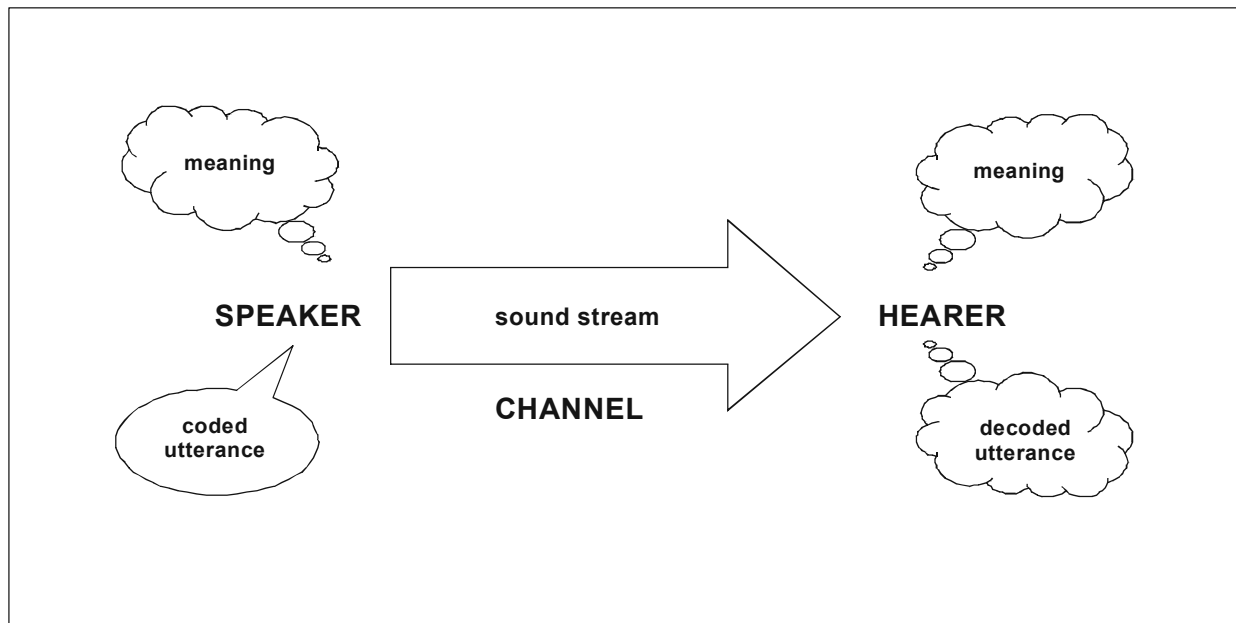 meaning
meaning
SPEAKER
sound stream
HEARER
CHANNEL
coded
utterance
decoded
utterance